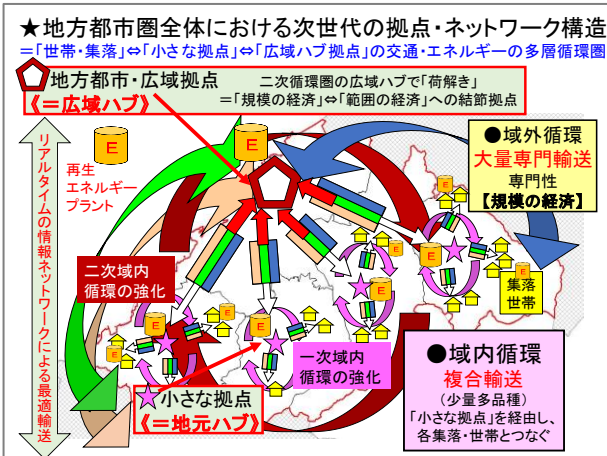 ★地方都市圏全体における次世代の拠点・ネットワーク構造
=「世帯・集落」⇔「小さな拠点」⇔「広域ハブ拠点」の交通・エネルギーの多層循環圏
地方都市・広域拠点
《=広域ハブ》
二次循環圏の広域ハブで「荷解き」
=「規模の経済」⇔「範囲の経済」への結節拠点
リアルタイムの情報ネットワークによる最適輸送
E
再生
エネルギー
プラント
E
●域外循環
大量専門輸送
専門性
【規模の経済】
二次域内
循環の強化
E
E
E
E
E
E
E
E
E
E
E
E
集落
世帯
一次域内
循環の強化
★小さな拠点
《=地元ハブ》
●域内循環
複合輸送
(少量多品種)
「小さな拠点」を経由し、
各集落・世帯とつなぐ